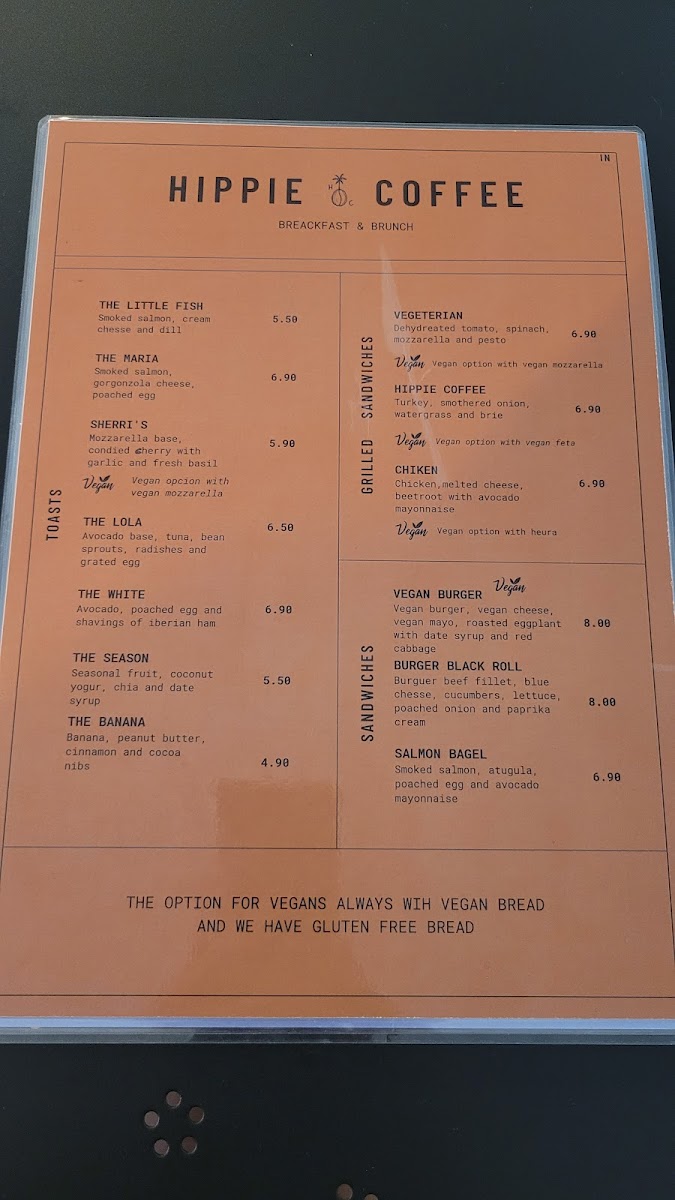 IN
HIPPIE COFFEE
H C
BREACKFAST & BRUNCH
TOASTS
THE LITTLE FISH
Smoked salmon, cream
chesse and dill
5.50
THE MARIA
Smoked salmon,
gorgonzola cheese,
poached egg
6.90
SHERRI'S
Mozzarella base,
condied cherry with
garlic and fresh basil
5.90
Vegan Vegan opcion with
vegan mozzarella
THE LOLA
Avocado base, tuna, bean
sprouts, radishes and
grated egg
6.50
THE WHITE
Avocado, poached egg and
shavings of iberian ham
6.90
THE SEASON
Seasonal fruit, coconut
yogur, chia and date
syrup
5.50
THE BANANA
Banana, peanut butter,
cinnamon and cocoa
nibs
4.90
GRILLED SANDWICHES
VEGETERIAN
Dehydreated tomato, spinach,
mozzarella and pesto
6.90
Vegan Vegan option with vegan mozzarella
HIPPIE COFFEE
Turkey, smothered onion,
watergrass and brie
6.90
Vegan Vegan option with vegan feta
CHIKEN
Chicken,melted cheese,
beetroot with avocado
mayonnaise
6.90
Vegan Vegan option with heura
SANDWICHES
VEGAN BURGER Vegan
Vegan burger, vegan cheese,
vegan mayo, roasted eggplant
with date syrup and red
cabbage
8.00
BURGER BLACK ROLL
Burguer beef fillet, blue
chesse, cucumbers, lettuce,
poached onion and paprika
cream
8.00
SALMON BAGEL
Smoked salmon, atugula,
poached egg and avocado
mayonnaise
6.90
THE OPTION FOR VEGANS ALWAYS WIH VEGAN BREAD
AND WE HAVE GLUTEN FREE BREAD